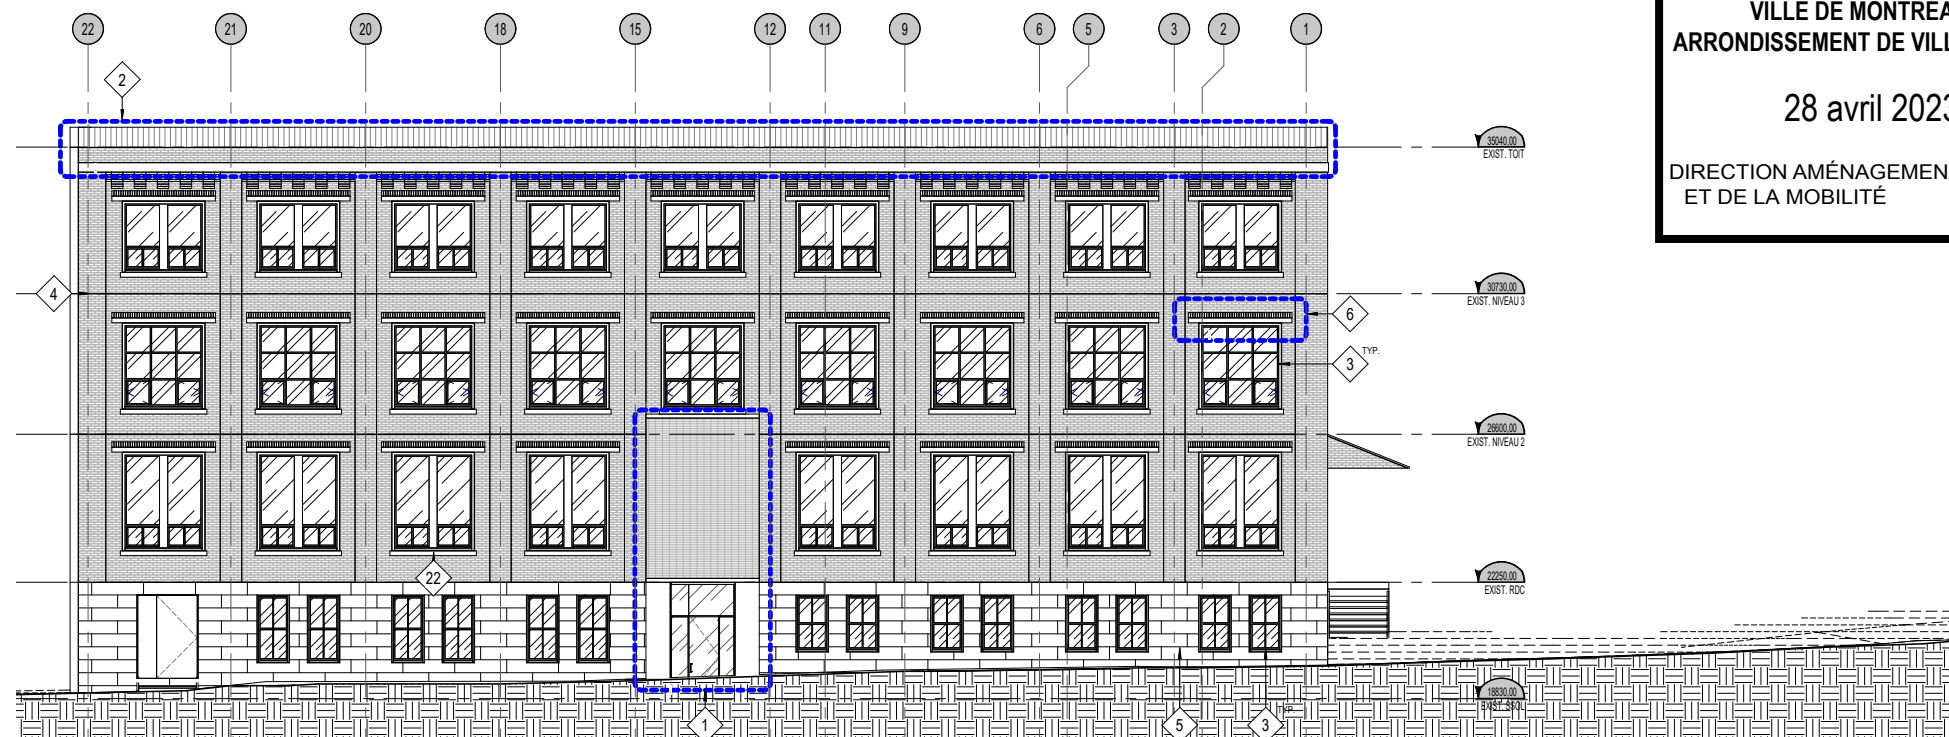 22 21 20 18 15 12 11 9 6 5 3 2 1
VILLE DE MONTRÉA
ARRONDISSEMENT DE VILL
28 avril 2023
DIRECTION AMÉNAGEMEN
ET DE LA MOBILITÉ
2
35040,00
EXIST. TOIT
4
30730,00
EXIST. NIVEAU 3
6
3
TYP.
26600,00
EXIST. NIVEAU 2
22
22250,00
EXIST. RDC
18830,00
EXIST. SSOL
1
5
3
TYP.